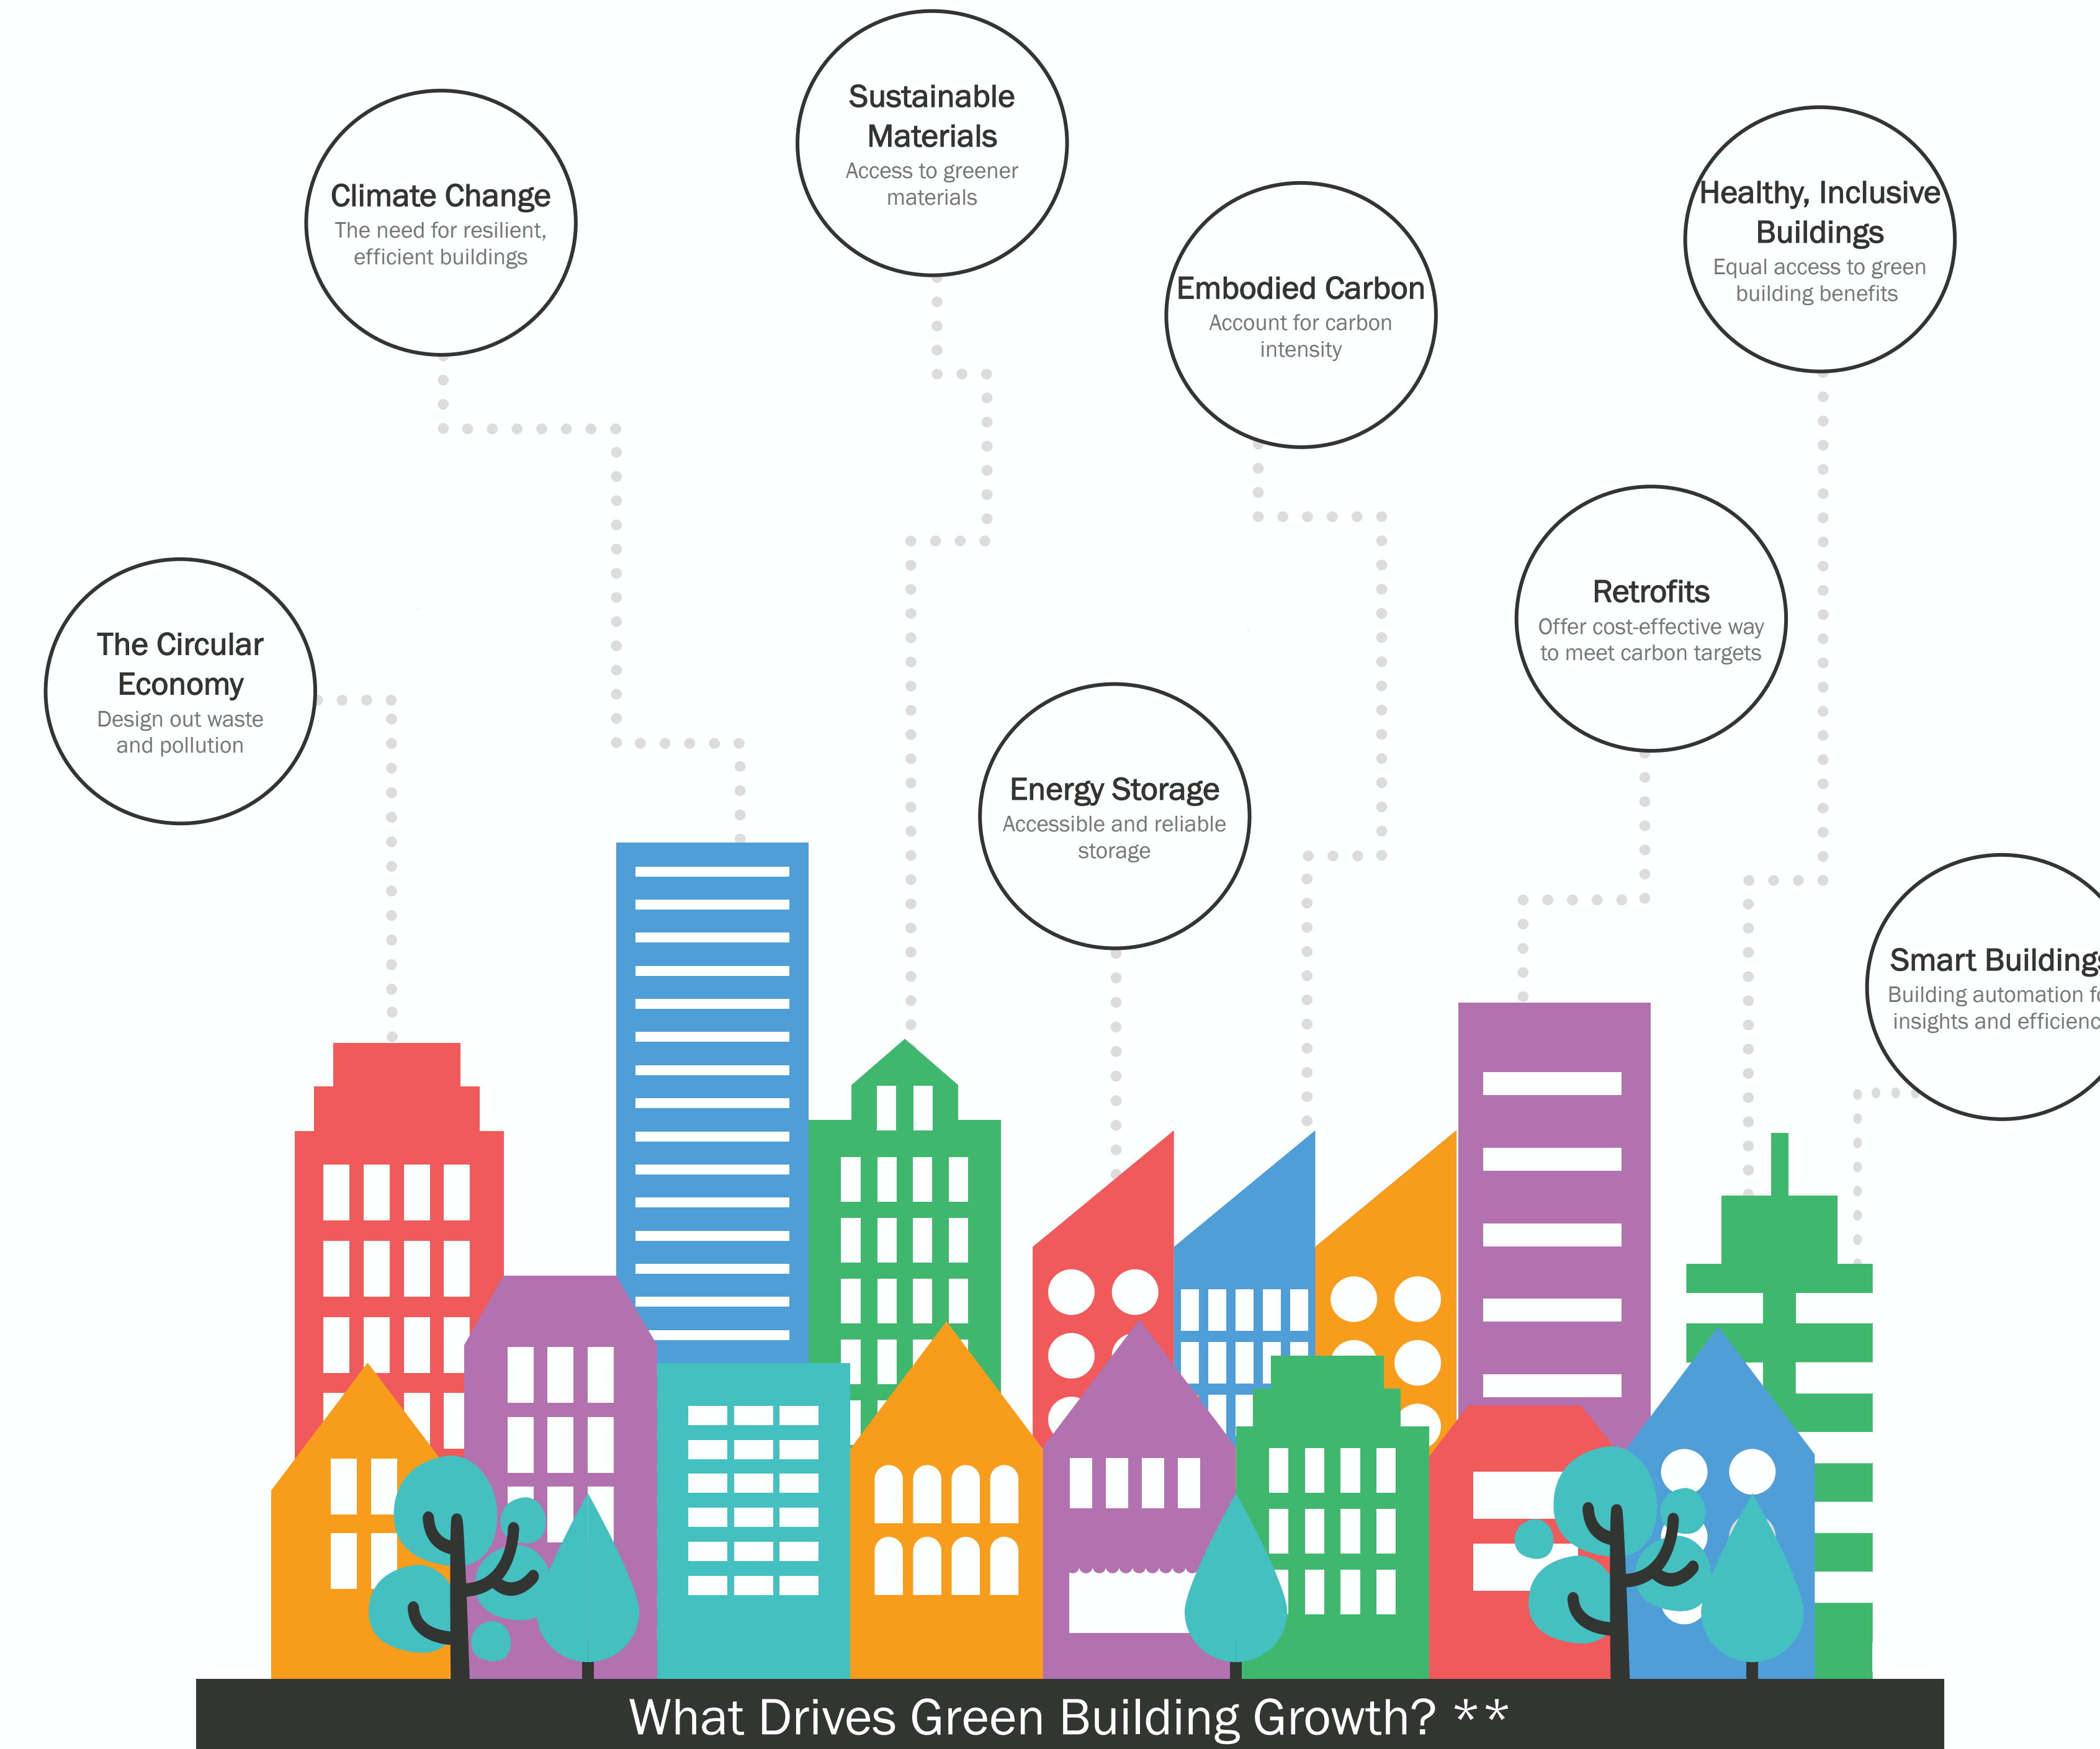 Sustainable
Materials
Access to greener
materials
Climate Change
The need for resilient,
efficient buildings
Healthy, Inclusive
Buildings
Equal access to green
building benefits
Embodied Carbon
Account for carbon
intensity
Retrofits
Offer cost-effective way
to meet carbon targets
The Circular
Economy
Design out waste
and pollution
Energy Storage
Accessible and reliable
storage
Smart Buildings
Building automation
insights and
What Drives Green Building Growth? **